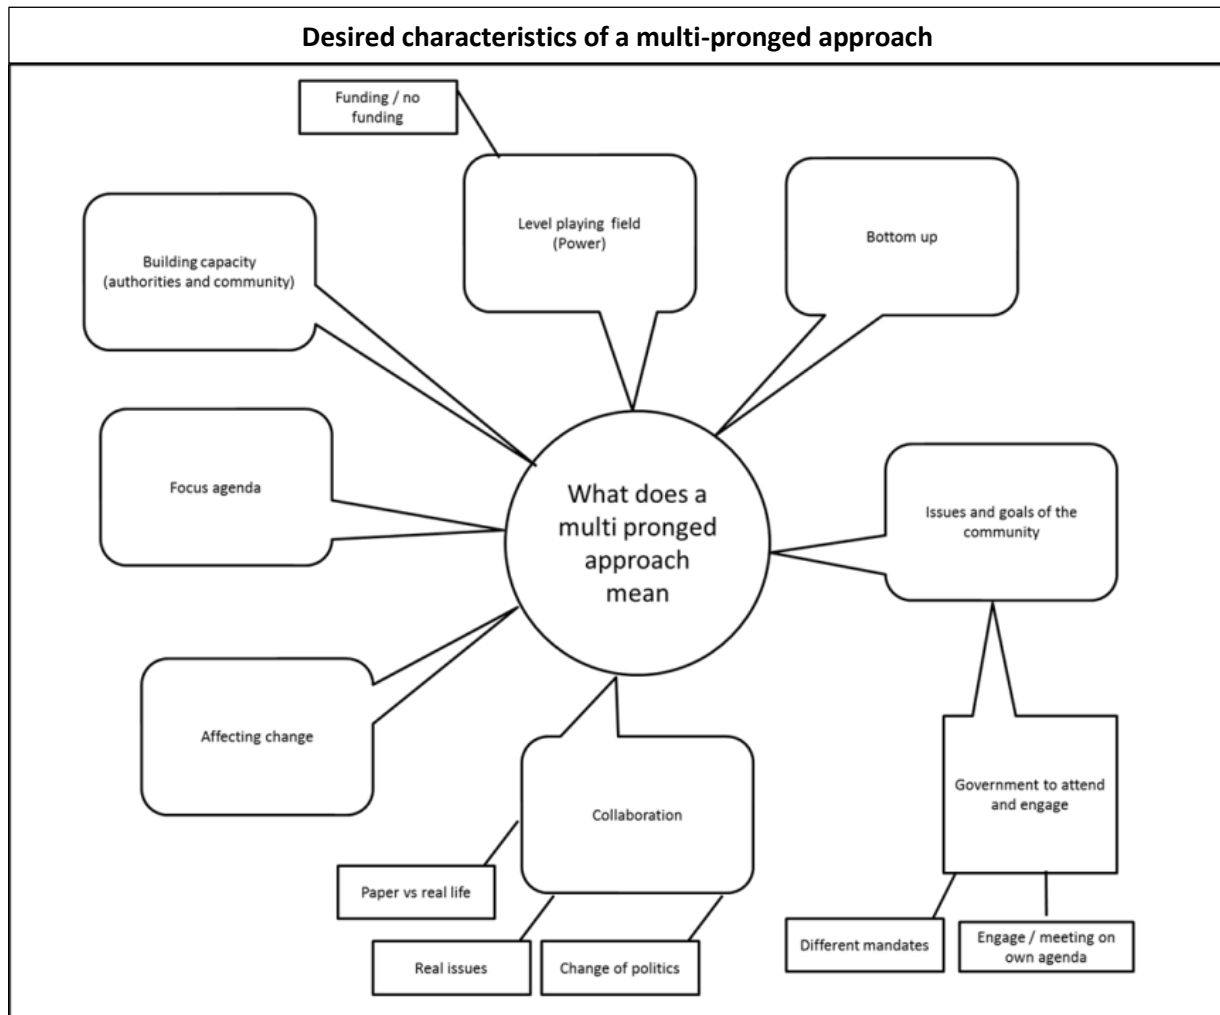 Desired characteristics of a multi-pronged approach
Funding / no
funding
Level playing field
(Power)
Bottom up
Building capacity
(authorities and community)
Focus agenda
What does a
multi pronged
approach
mean
Issues and goals of the
community
Affecting change
Collaboration
Government to attend
and engage
Paper vs real life
Real issues
Change of politics
Different mandates
Engage / meeting on
own agenda